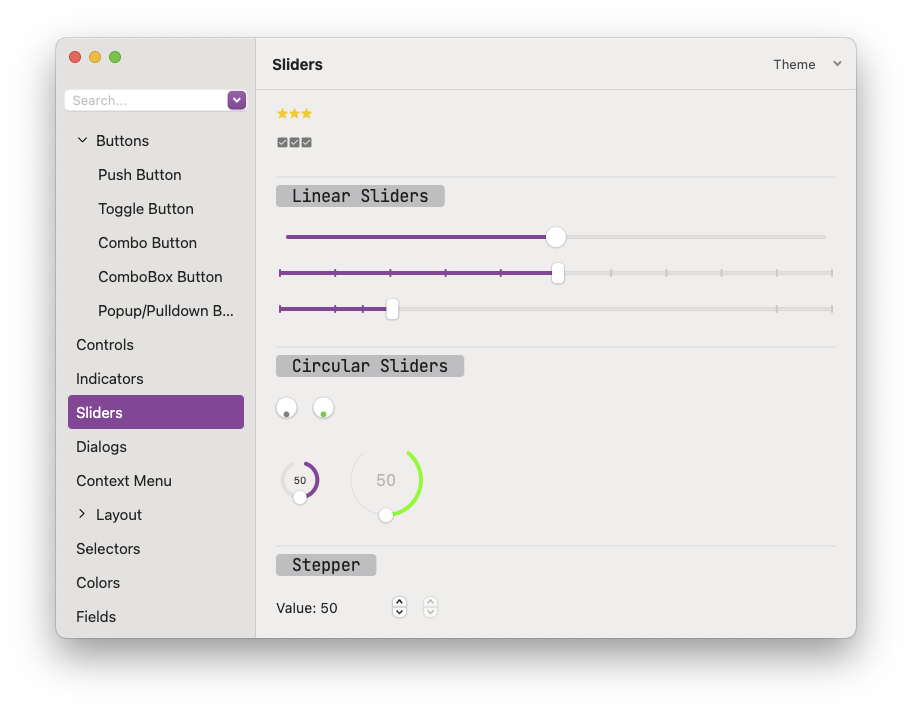 Sliders
Theme
Search...
Buttons
Push Button
Toggle Button
Combo Button
ComboBox Button
Popup/Pulldown B...
Controls
Indicators
Sliders
Dialogs
Context Menu
Layout
Selectors
Colors
Fields
Linear Sliders
Circular Sliders
50
50
Stepper
Value: 50